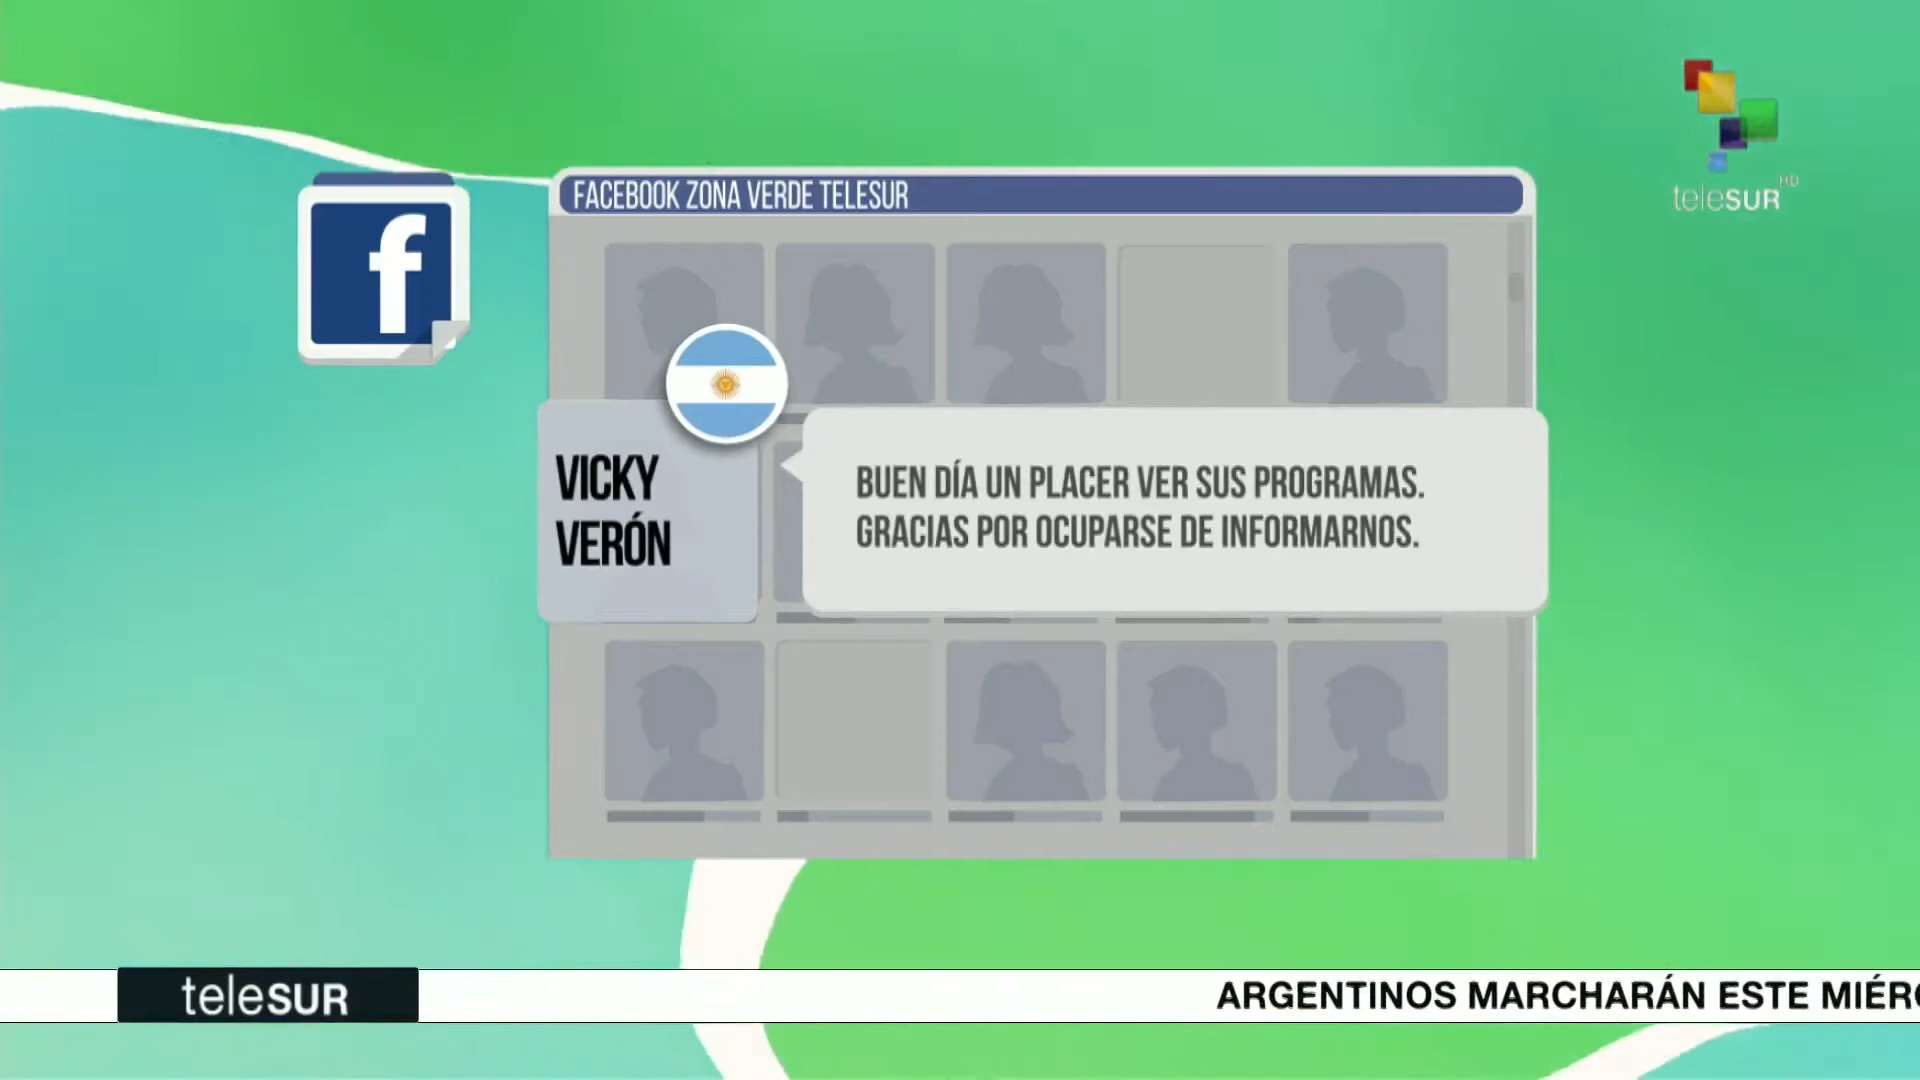 FACEBOOK ZONA VERDE TELESUR
teleSUR HD
VICKY
VERÓN
BUEN DÍA UN PLACER VER SUS PROGRAMAS.
GRACIAS POR OCUPARSE DE INFORMARNOS.
teleSUR
ARGENTINOS MARCHARÁN ESTE